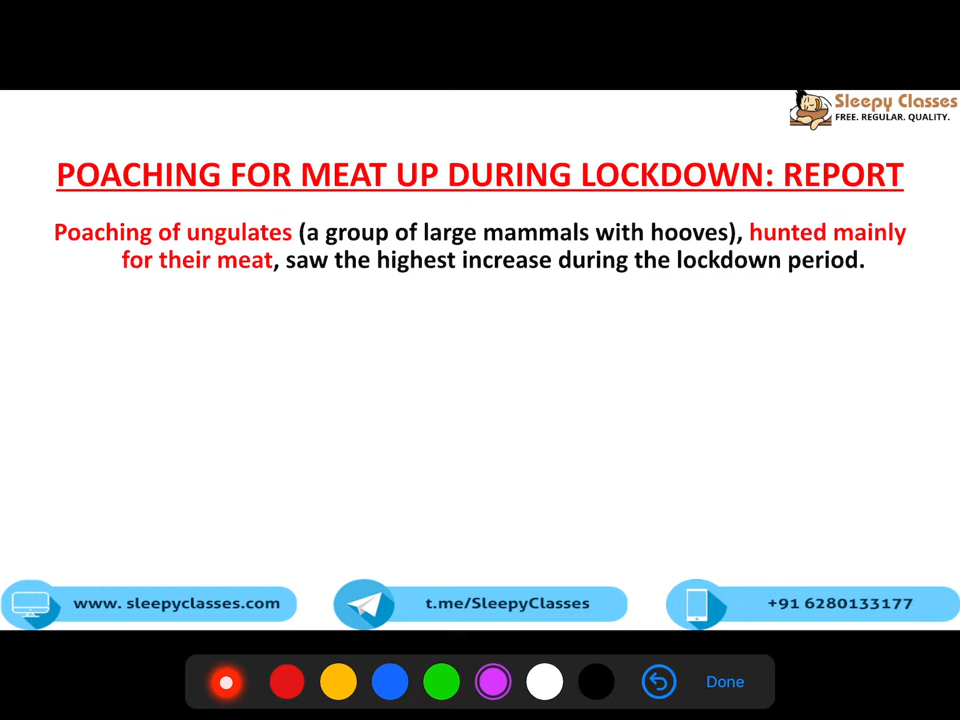 Sleepy Classes
FREE. REGULAR. QUALITY.
POACHING FOR MEAT UP DURING LOCKDOWN: REPORT
Poaching of ungulates (a group of large mammals with hooves), hunted mainly
for their meat, saw the highest increase during the lockdown period.
www. sleepyclasses.com
t.me/SleepyClasses
+91 6280133177
Done